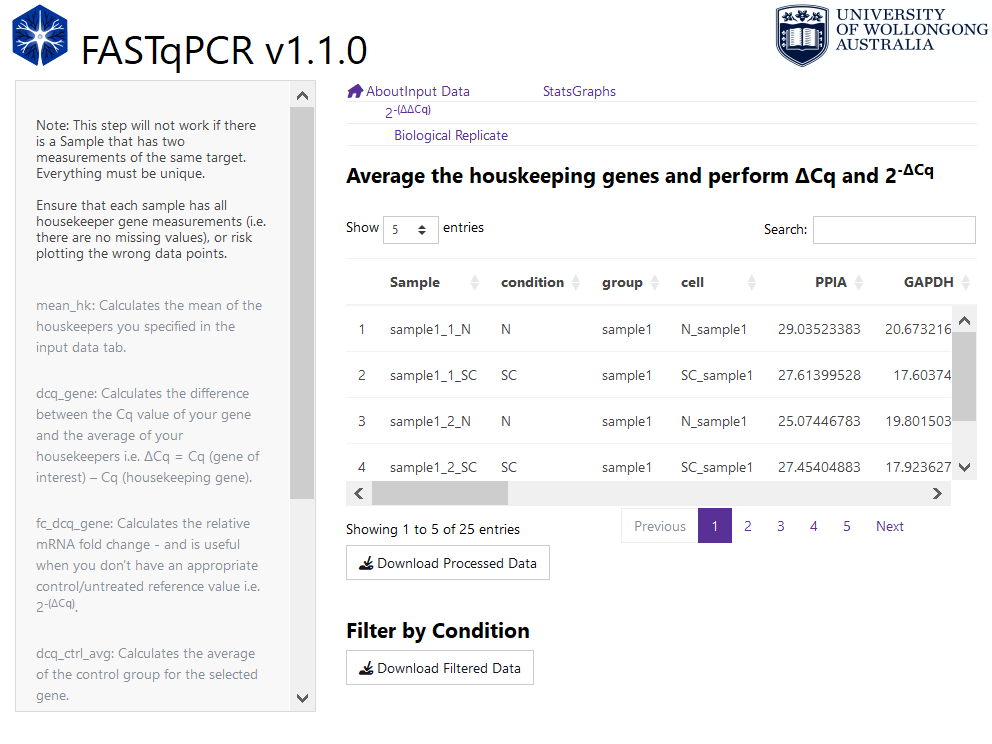 FASTqPCR v1.1.0
UNIVERSITY
OF WOLLONGONG
AUSTRALIA
Note: This step will not work if there
is a Sample that has two
measurements of the same target.
Everything must be unique.
Ensure that each sample has all
housekeeper gene measurements (i.e.
there are no missing values), or risk
plotting the wrong data points.
mean_hk: Calculates the mean of the
houskeepers you specified in the
input data tab.
dcq_gene: Calculates the difference
between the Cq value of your gene
and the average of your
housekeepers i.e. ΔCq = Cq (gene of
interest) – Cq (housekeeping gene).
fc_dcq_gene: Calculates the relative
mRNA fold change - and is useful
when you don't have an appropriate
control/untreated reference value i.e.
2-(ΔCq).
dcq_ctrl_avg: Calculates the average
of the control group for the selected
gene.
About Input Data Stats Graphs
2-(ΔΔCq)
Biological Replicate
Average the houskeeping genes and perform ΔCq and 2-ΔCq
Show 5 entries Search:
Sample condition group cell PPIA GAPDH
1 sample1_1_N N sample1 N_sample1 29.03523383 20.673216
2 sample1_1_SC SC sample1 SC_sample1 27.61399528 17.60374
3 sample1_2_N N sample1 N_sample1 25.07446783 19.801503
4 sample1_2_SC SC sample1 SC_sample1 27.45404883 17.923627
Showing 1 to 5 of 25 entries Previous 1 2 3 4 5 Next
Download Processed Data
Filter by Condition
Download Filtered Data